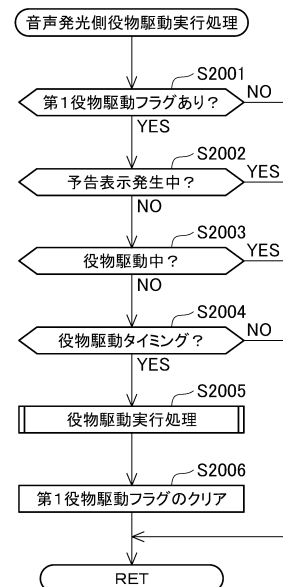 音声発光側役物駆動実行処理
S2001
第1役物駆動フラグあり?
NO
YES
S2002
予告表示発生中?
YES
NO
S2003
役物駆動中?
YES
NO
S2004
役物駆動タイミング?
NO
YES
S2005
役物駆動実行処理
S2006
第1役物駆動フラグのクリア
RET